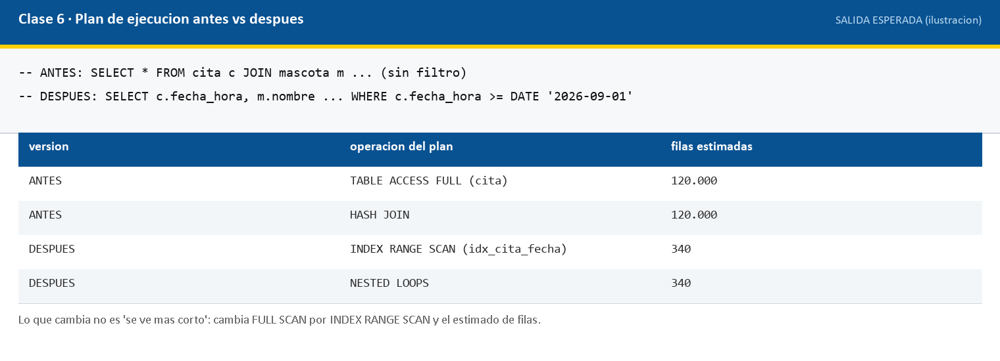 Clase 6 · Plan de ejecucion antes vs despues
SALIDA ESPERADA (ilustracion)
-- ANTES: SELECT * FROM cita c JOIN mascota m ... (sin filtro)
-- DESPUES: SELECT c.fecha_hora, m.nombre ... WHERE c.fecha_hora >= DATE '2026-09-01'
version operacion del plan filas estimadas
ANTES TABLE ACCESS FULL (cita) 120.000
ANTES HASH JOIN 120.000
DESPUES INDEX RANGE SCAN (idx_cita_fecha) 340
DESPUES NESTED LOOPS 340
Lo que cambia no es 'se ve mas corto': cambia FULL SCAN por INDEX RANGE SCAN y el estimado de filas.